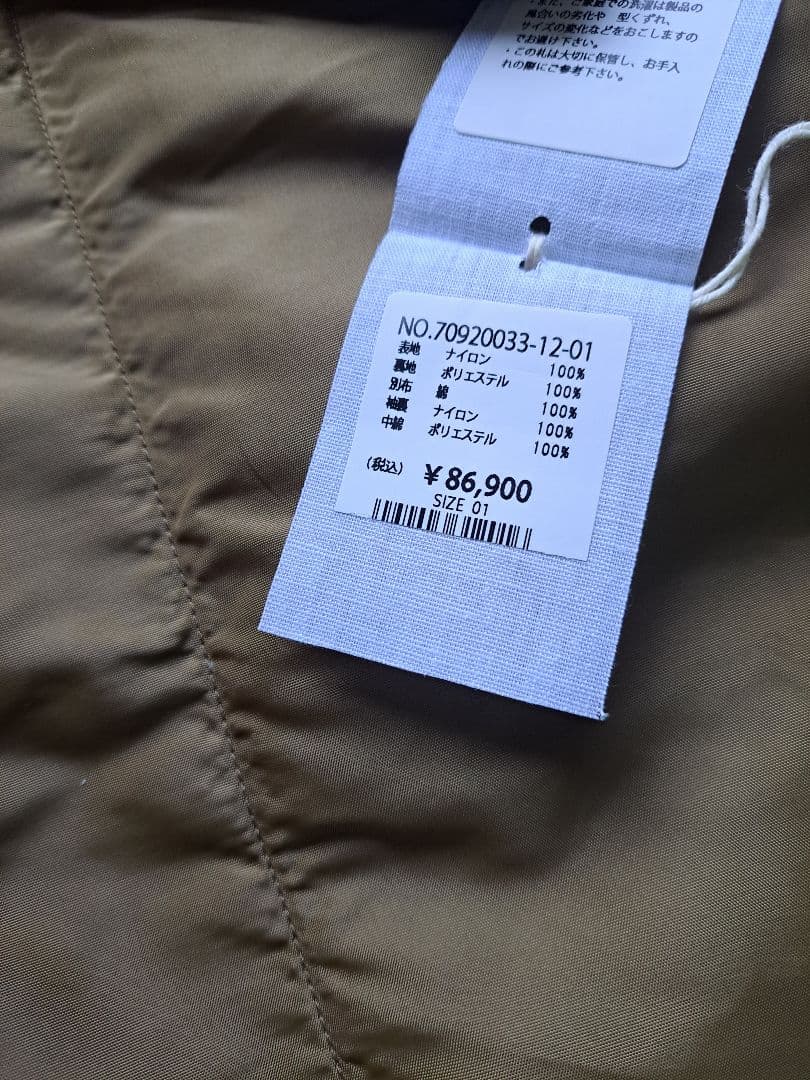 ・また、ご家庭での洗濯は製品の
風合いの劣化や 型くずれ、
サイズの変化などをおこしますの
でお避け下さい。
・この札は大切に保管し、お手入
れの際にご参考下さい。
NO.70920033-12-01
表地 ナイロン 100%
裏地 ポリエステル 100%
別布 綿 100%
袖裏 ナイロン 100%
中綿 ポリエステル 100%
(税込) ¥86,900
SIZE 01